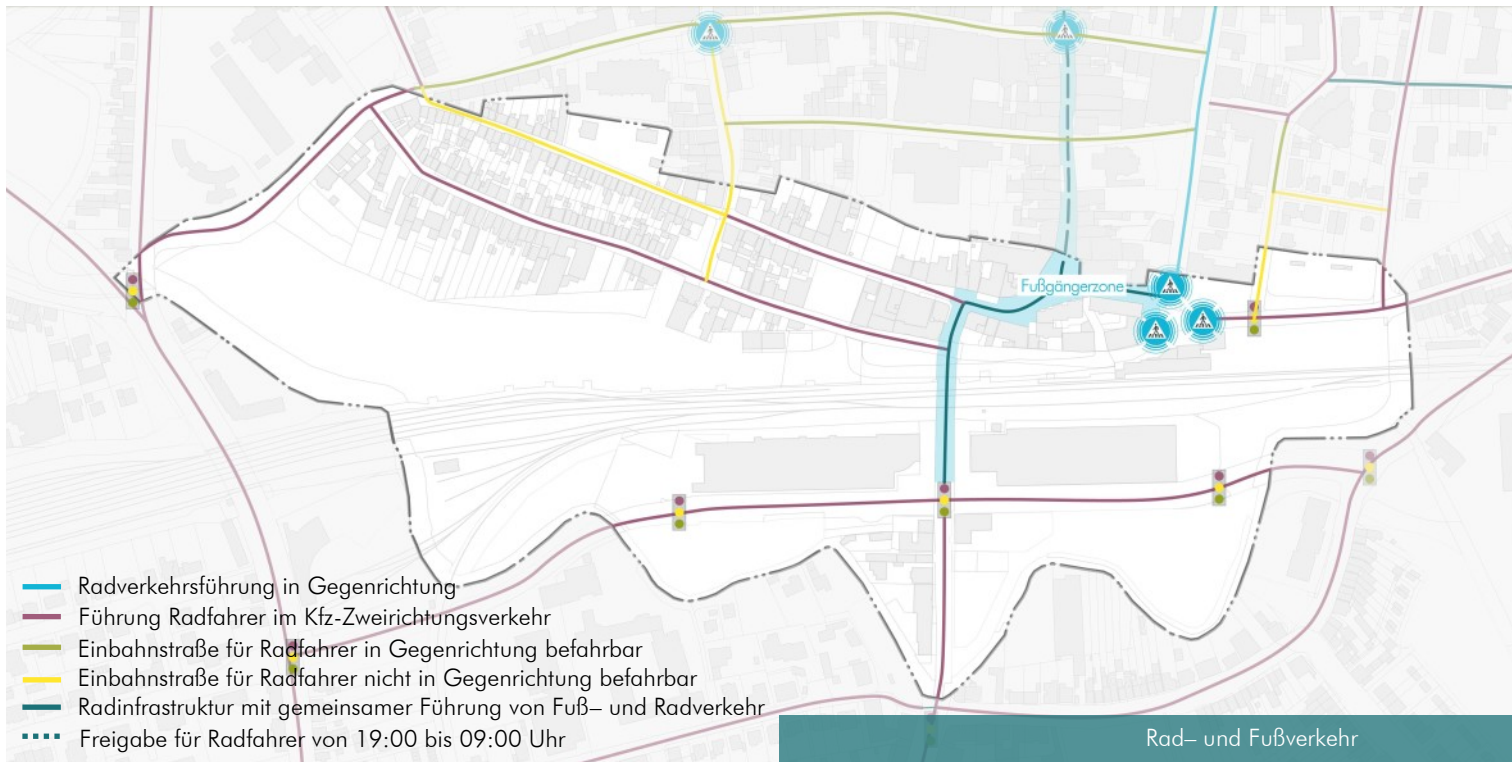 Fußgängerzone
Radverkehrsführung in Gegenrichtung
Führung Radfahrer im Kfz-Zweirichtungsverkehr
Einbahnstraße für Radfahrer in Gegenrichtung befahrbar
Einbahnstraße für Radfahrer nicht in Gegenrichtung befahrbar
Radinfrastruktur mit gemeinsamer Führung von Fuß– und Radverkehr
Freigabe für Radfahrer von 19:00 bis 09:00 Uhr
Rad– und Fußverkehr